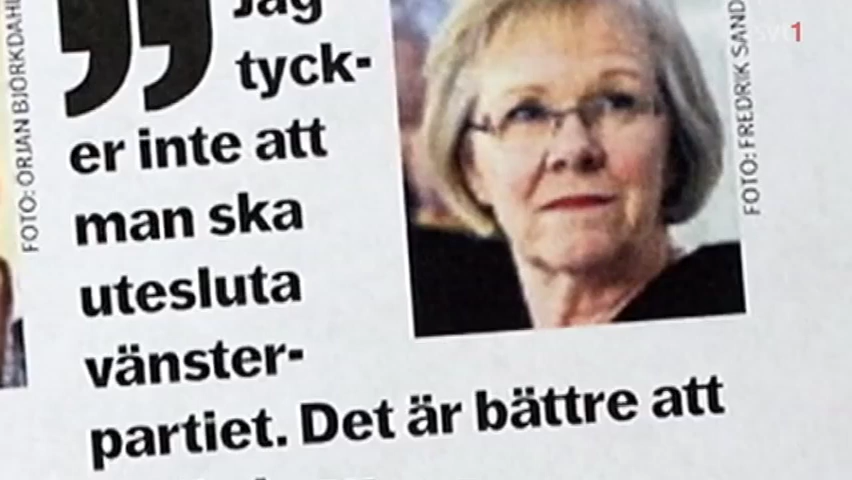 ”
Jag
tyck-
er inte att
man ska
utesluta
vänster-
partiet. Det är bättre att
FOTO: ÖRJAN BJÖRKDAHL
FOTO: FREDRIK SAND
svt1